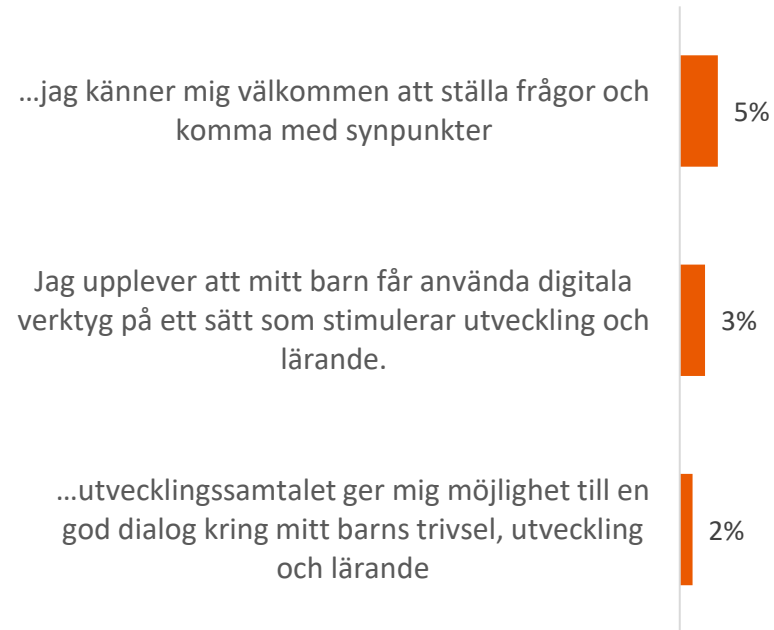 …jag känner mig välkommen att ställa frågor och
komma med synpunkter
5%
Jag upplever att mitt barn får använda digitala
verktyg på ett sätt som stimulerar utveckling och
lärande.
3%
…utvecklingssamtalet ger mig möjlighet till en
god dialog kring mitt barns trivsel, utveckling
och lärande
2%